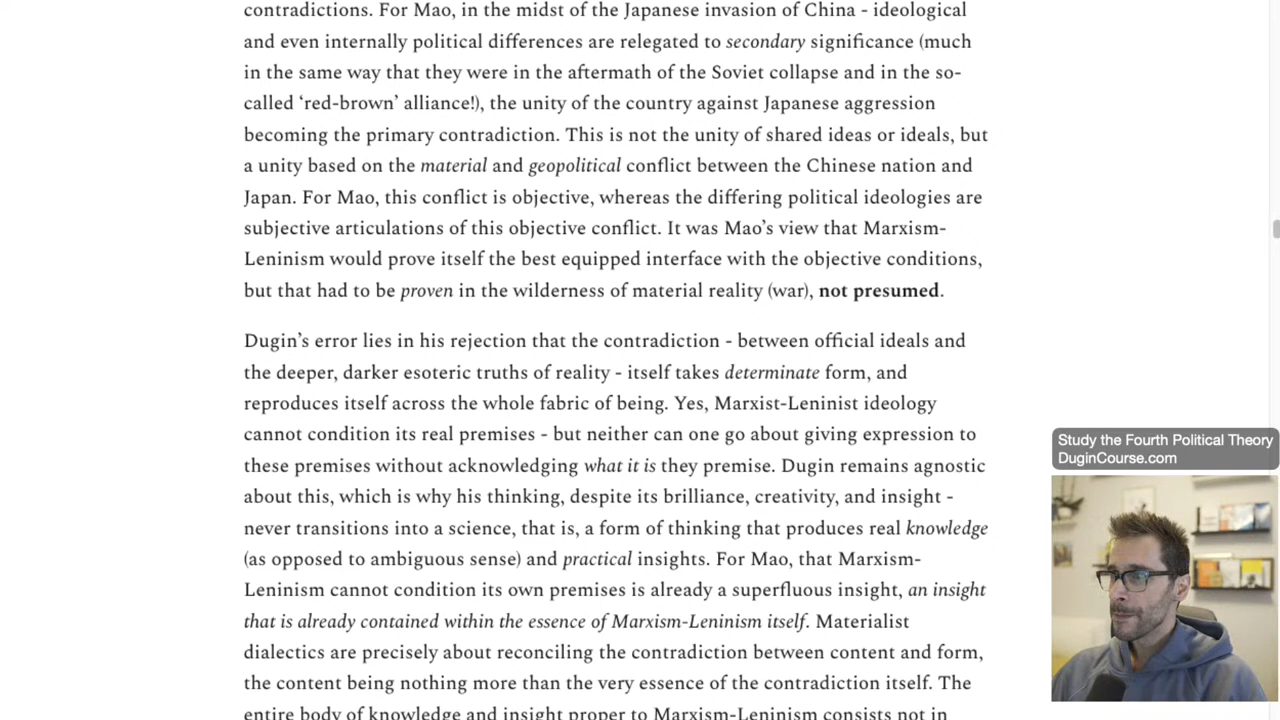 contradictions. For Mao, in the midst of the Japanese invasion of China - ideological
and even internally political differences are relegated to secondary significance (much
in the same way that they were in the aftermath of the Soviet collapse and in the so-
called ‘red-brown’ alliance!), the unity of the country against Japanese aggression
becoming the primary contradiction. This is not the unity of shared ideas or ideals, but
a unity based on the material and geopolitical conflict between the Chinese nation and
Japan. For Mao, this conflict is objective, whereas the differing political ideologies are
subjective articulations of this objective conflict. It was Mao’s view that Marxism-
Leninism would prove itself the best equipped interface with the objective conditions,
but that had to be proven in the wilderness of material reality (war), not presumed.
Dugin’s error lies in his rejection that the contradiction - between official ideals and
the deeper, darker esoteric truths of reality - itself takes determinate form, and
reproduces itself across the whole fabric of being. Yes, Marxist-Leninist ideology
cannot condition its real premises - but neither can one go about giving expression to
these premises without acknowledging what it is they premise. Dugin remains agnostic
about this, which is why his thinking, despite its brilliance, creativity, and insight -
never transitions into a science, that is, a form of thinking that produces real knowledge
(as opposed to ambiguous sense) and practical insights. For Mao, that Marxism-
Leninism cannot condition its own premises is already a superfluous insight, an insight
that is already contained within the essence of Marxism-Leninism itself. Materialist
dialectics are precisely about reconciling the contradiction between content and form,
the content being nothing more than the very essence of the contradiction itself. The
entire body of knowledge and insight proper to Marxism-Leninism consists not in
Study the Fourth Political Theory
DuginCourse.com